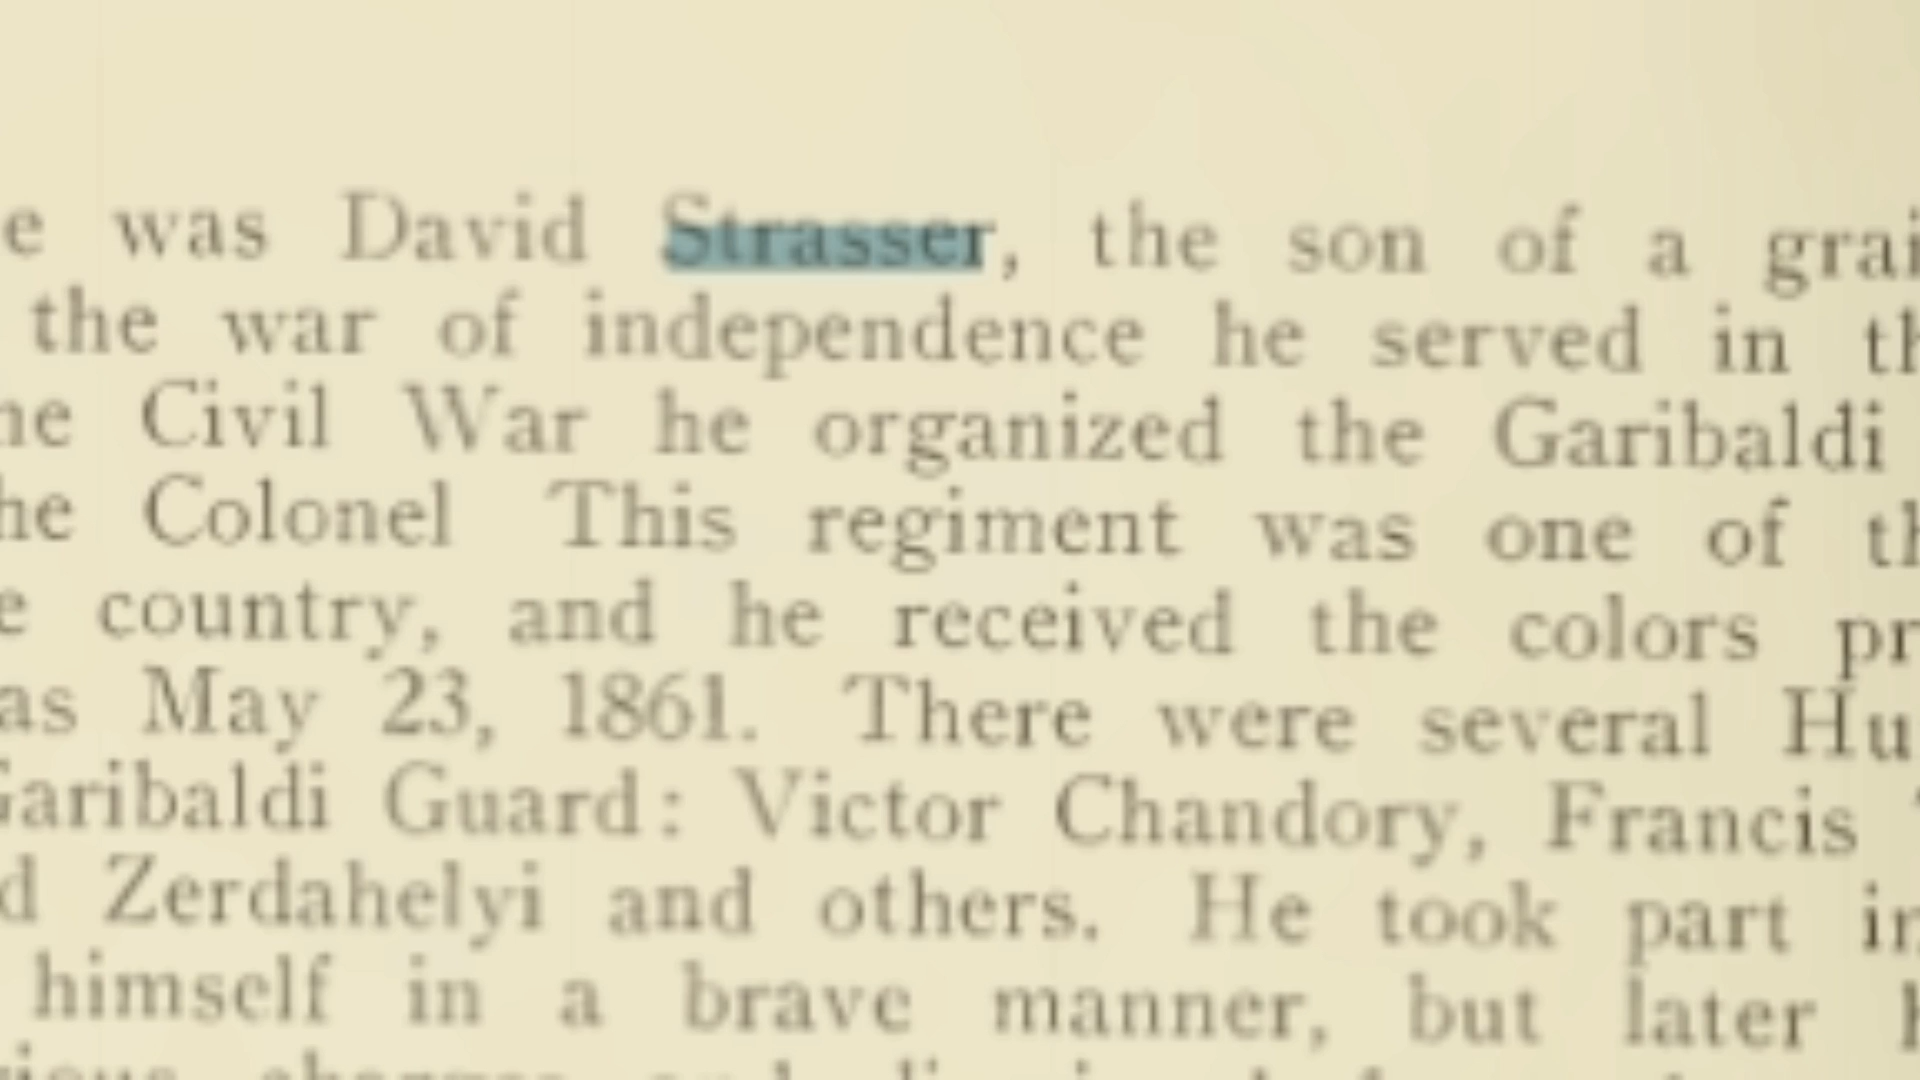 e was David Strasser, the son of a grai
the war of independence he served in th
he Civil War he organized the Garibaldi
he Colonel This regiment was one of th
e country, and he received the colors pr
as May 23, 1861. There were several Hu
Garibaldi Guard: Victor Chandory, Francis
d Zerdahelyi and others. He took part in
himself in a brave manner, but later h